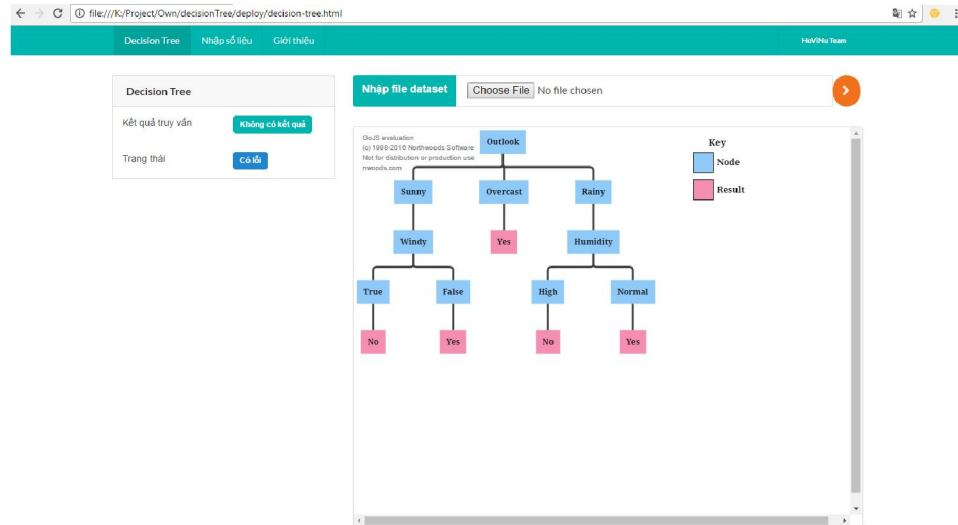 file:///K:/Project/Own/decisionTree/deploy/decision-tree.html
Decision Tree Nhập số liệu Giới thiệu HoViNu Team
Decision Tree
Kết quả truy vấn Không có kết quả
Trạng thái Có lỗi
Nhập file dataset Choose File No file chosen
GoJS evaluation
(c) 1998-2016 Northwoods Software
Not for distribution or production use
nwoods.com
Outlook
Key
Node
Result
Sunny Overcast Rainy
Windy Yes Humidity
True False High Normal
No Yes No Yes